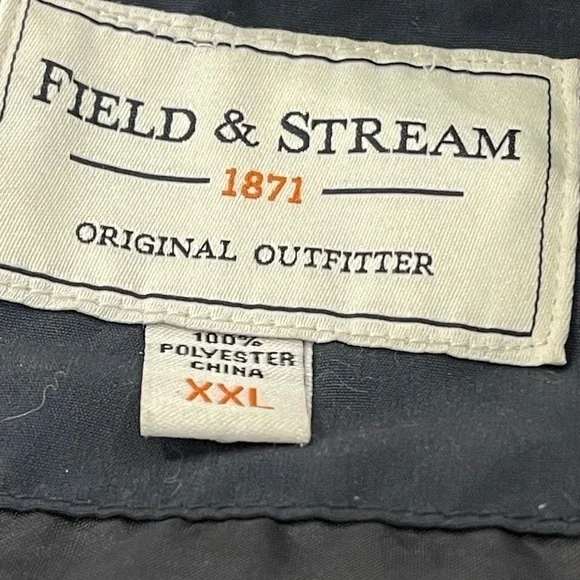 FIELD & STREAM
1871
ORIGINAL OUTFITTER
100%
POLYESTER
CHINA
XXL